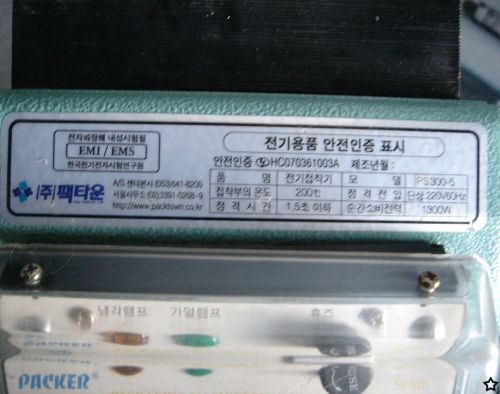 전자파장해 내성시험필
EMI / EMS
한국전기전자시험연구원
(주)팩타운
A/S 센타본사 (053)641-6200
서울사무소 (02)3391-0268~9
http://www.packtown.co.kr
전기용품 안전인증 표시
안전인증 HC070361003A 제조년월 :
품 명 전기접착기 모 델 PS300-5
접착부의 온도 200℃ 정격전압 단상 220V/60Hz
정격시간 1.5초 이하 순간소비전력 1300W
냉각램프 가열램프 휴즈
PACKER®